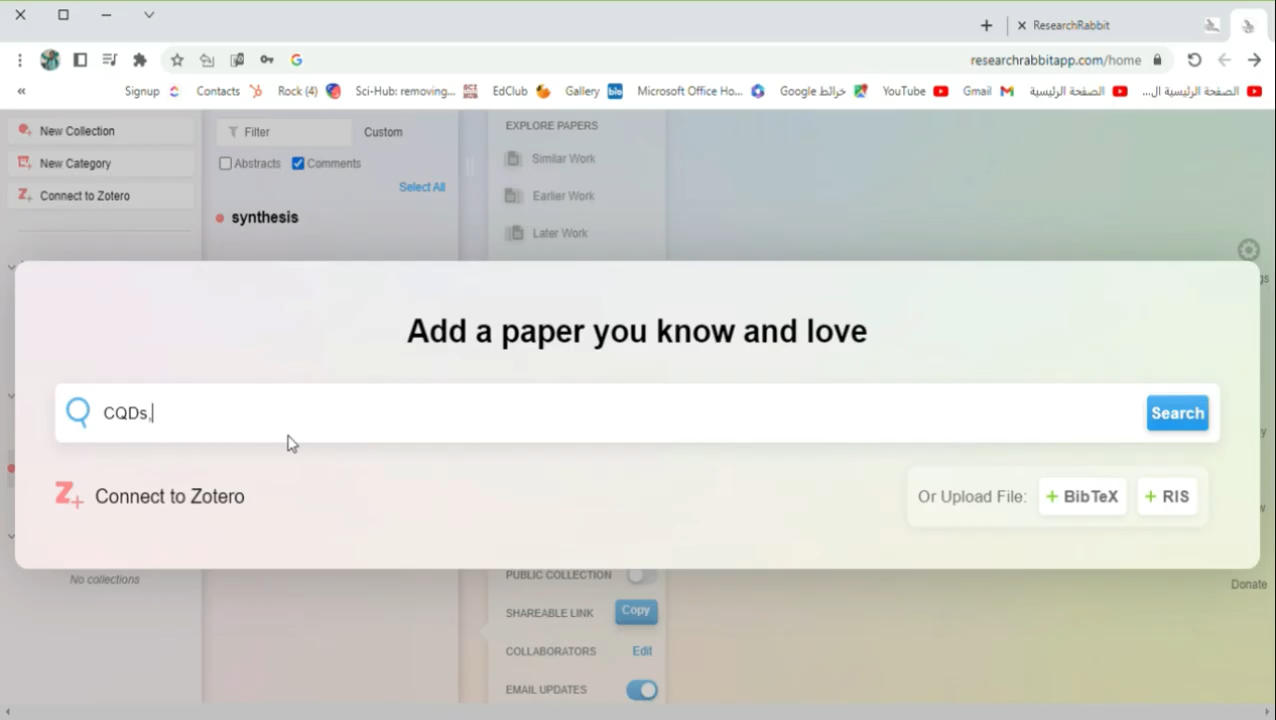 ResearchRabbit
researchrabbitapp.com/home
Signup
Contacts
Rock (4)
Sci-Hub: removing...
EdClub
Gallery
Microsoft Office Ho...
خرائط Google
YouTube
Gmail
الصفحة الرئيسية
الصفحة الرئيسية ال...
New Collection
New Category
Connect to Zotero
Filter
Custom
Abstracts
Comments
Select All
synthesis
EXPLORE PAPERS
Similar Work
Earlier Work
Later Work
Add a paper you know and love
CQDs,
Search
Connect to Zotero
Or Upload File:
+ BibTeX
+ RIS
No collections
PUBLIC COLLECTION
SHAREABLE LINK
Copy
COLLABORATORS
Edit
EMAIL UPDATES
Donate